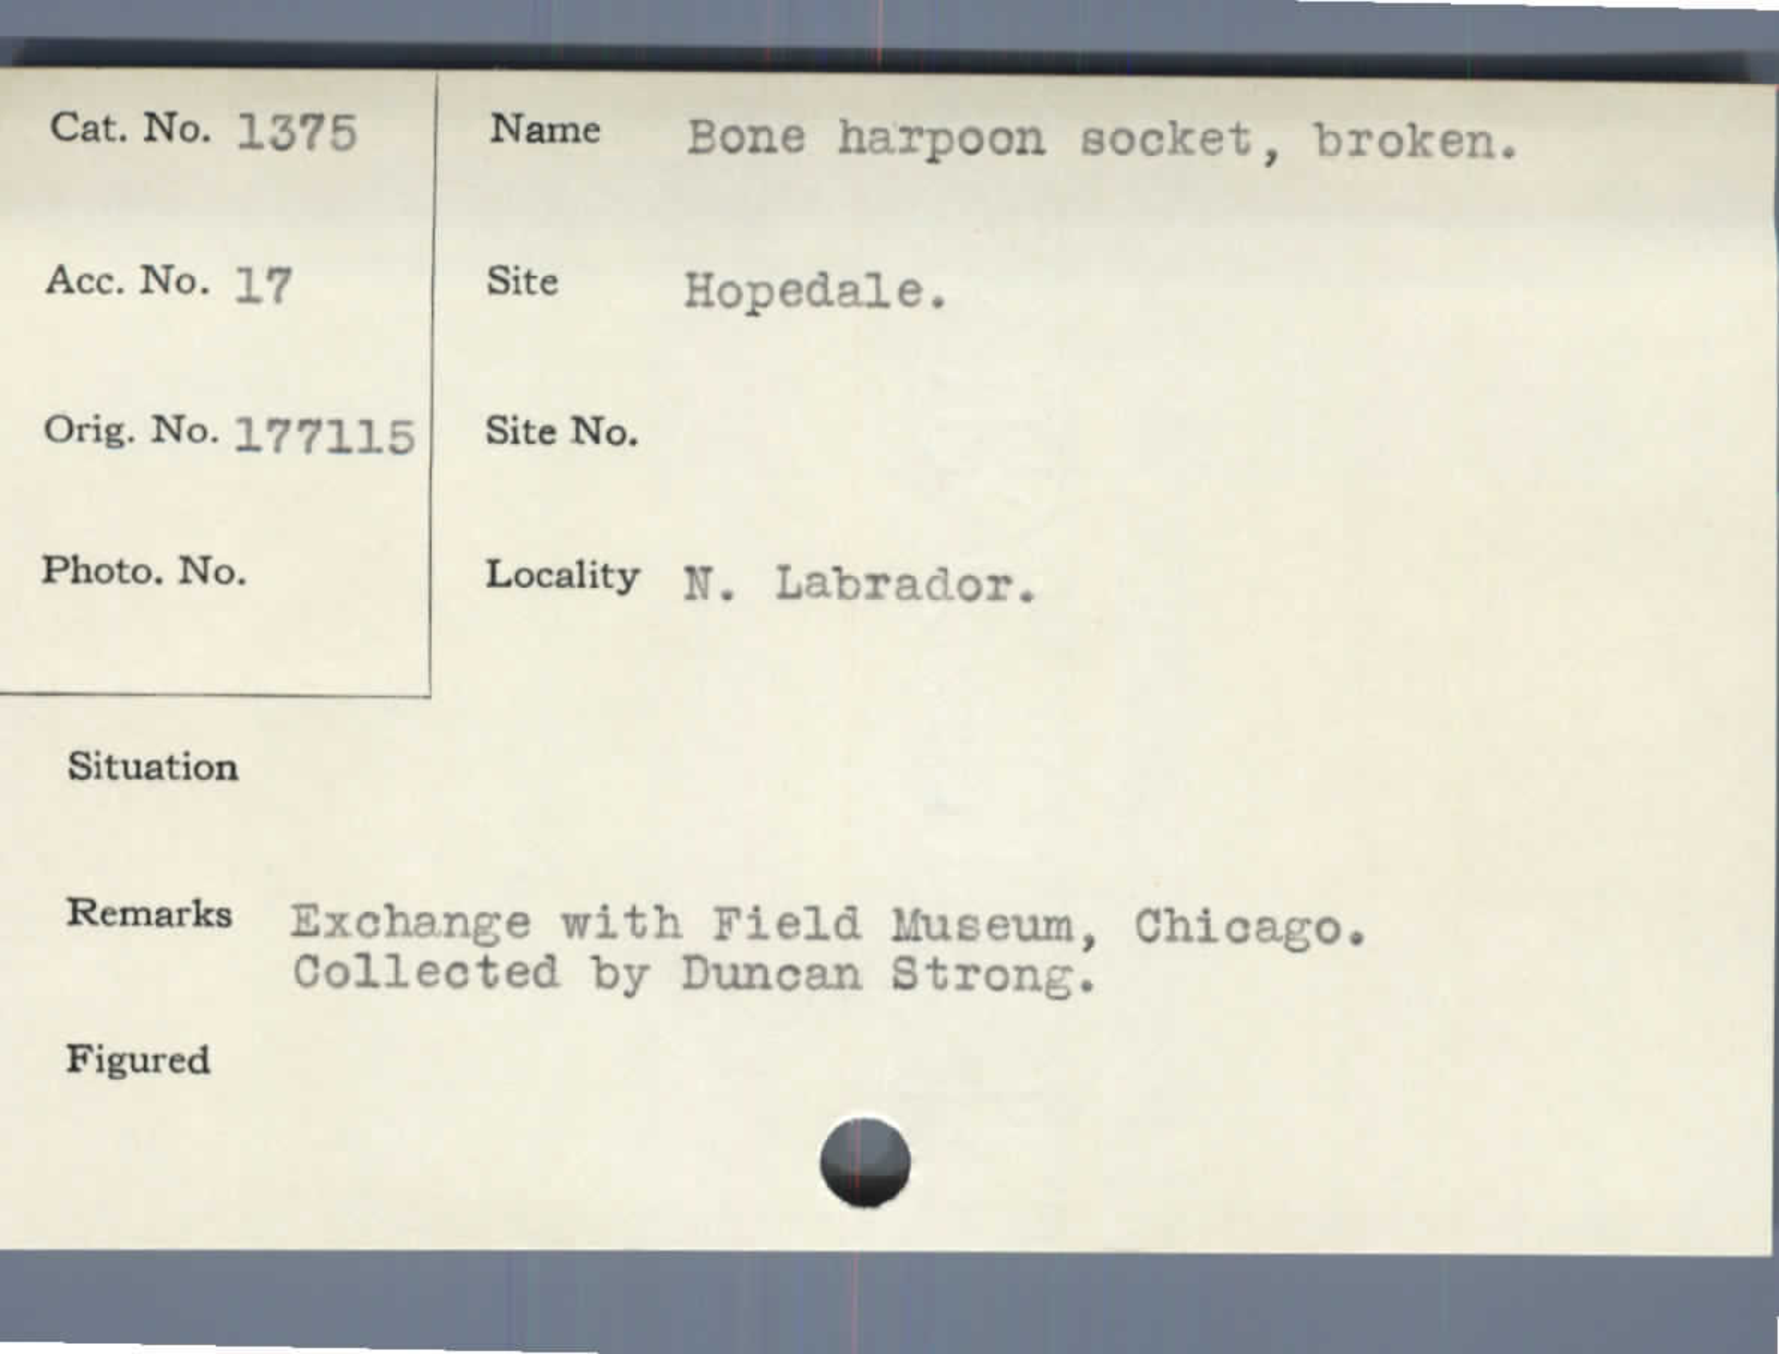 Cat. No. 1375
Name Bone harpoon socket, broken.
Acc. No. 17
Site Hopedale.
Orig. No. 177115
Site No.
Photo. No.
Locality N. Labrador.
Situation
Remarks Exchange with Field Museum, Chicago.
Collected by Duncan Strong.
Figured